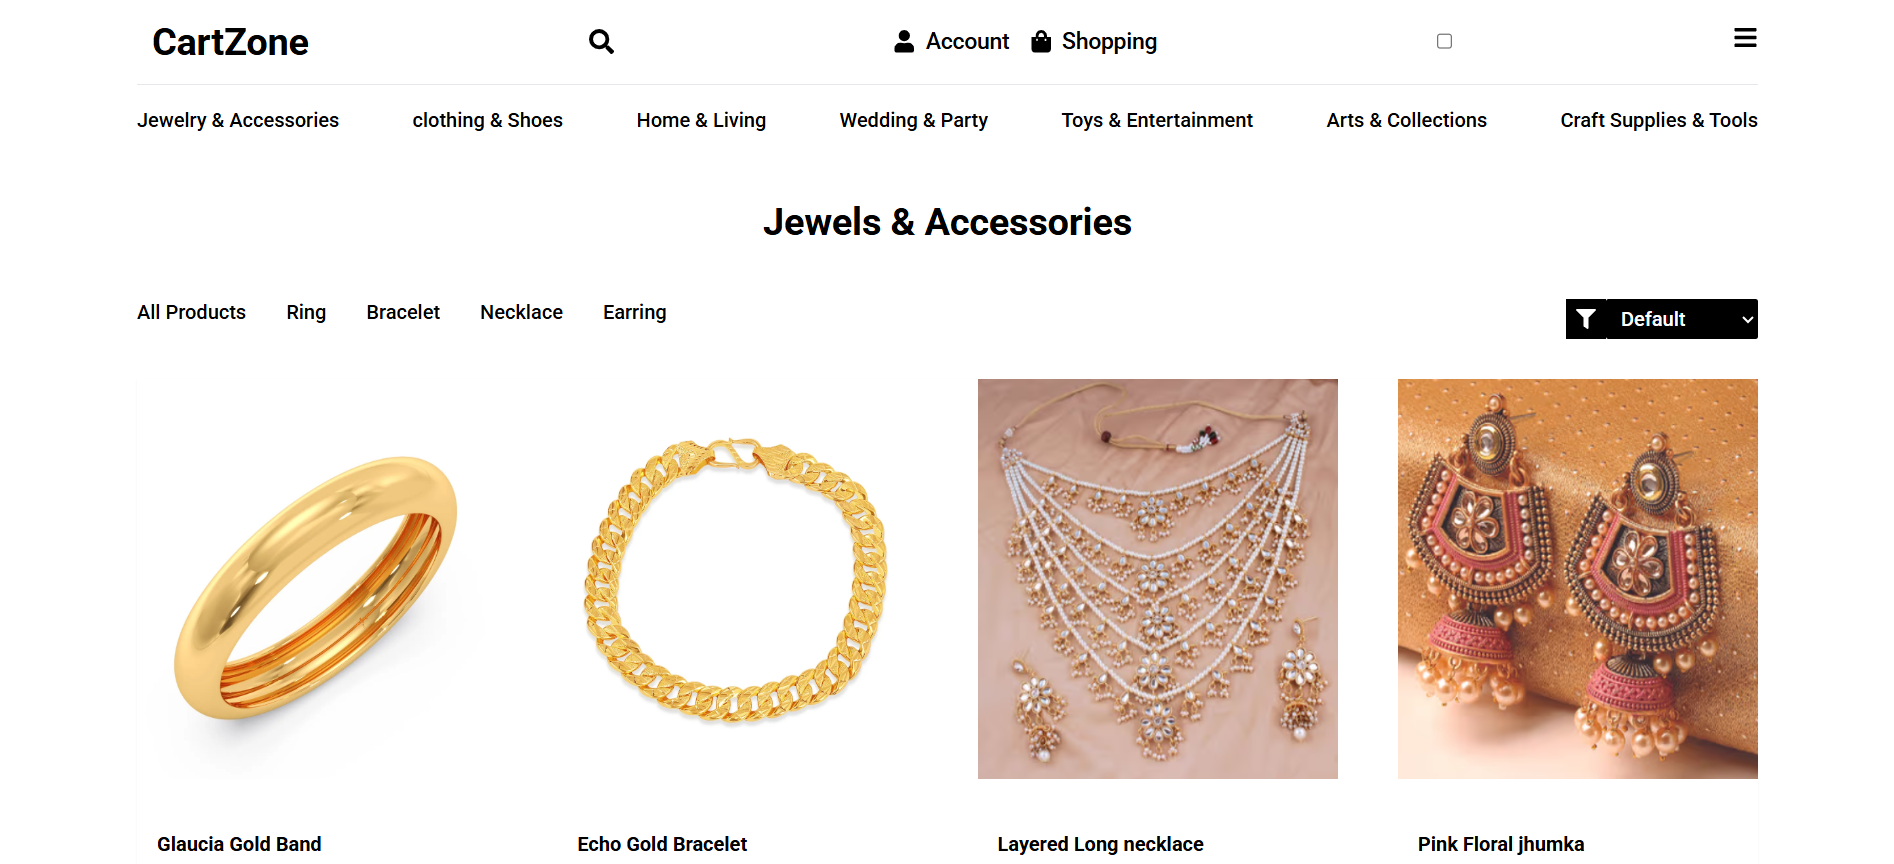 CartZone
Account Shopping
Jewelry & Accessories clothing & Shoes Home & Living Wedding & Party Toys & Entertainment Arts & Collections Craft Supplies & Tools
Jewels & Accessories
All Products Ring Bracelet Necklace Earring
Default
Glaucia Gold Band
Echo Gold Bracelet
Layered Long necklace
Pink Floral jhumka